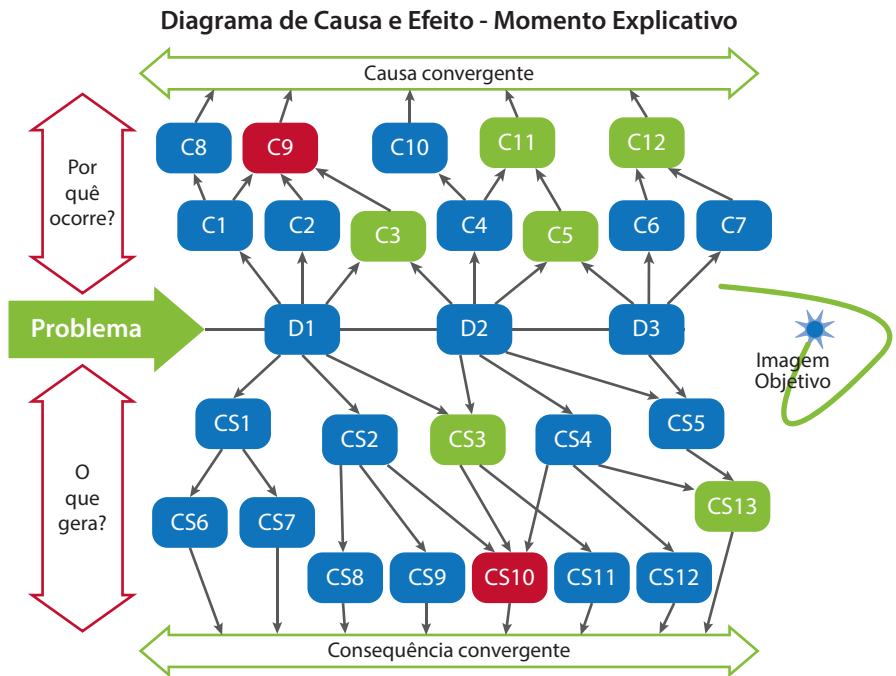 Diagrama de Causa e Efeito - Momento Explicativo
Causa convergente
Por
quê
ocorre?
C8
C9
C10
C11
C12
C1
C2
C3
C4
C5
C6
C7
Problema
D1
D2
D3
Imagem
Objetivo
O
que
gera?
CS1
CS2
CS3
CS4
CS5
CS6
CS7
CS13
CS8
CS9
CS10
CS11
CS12
Consequência convergente